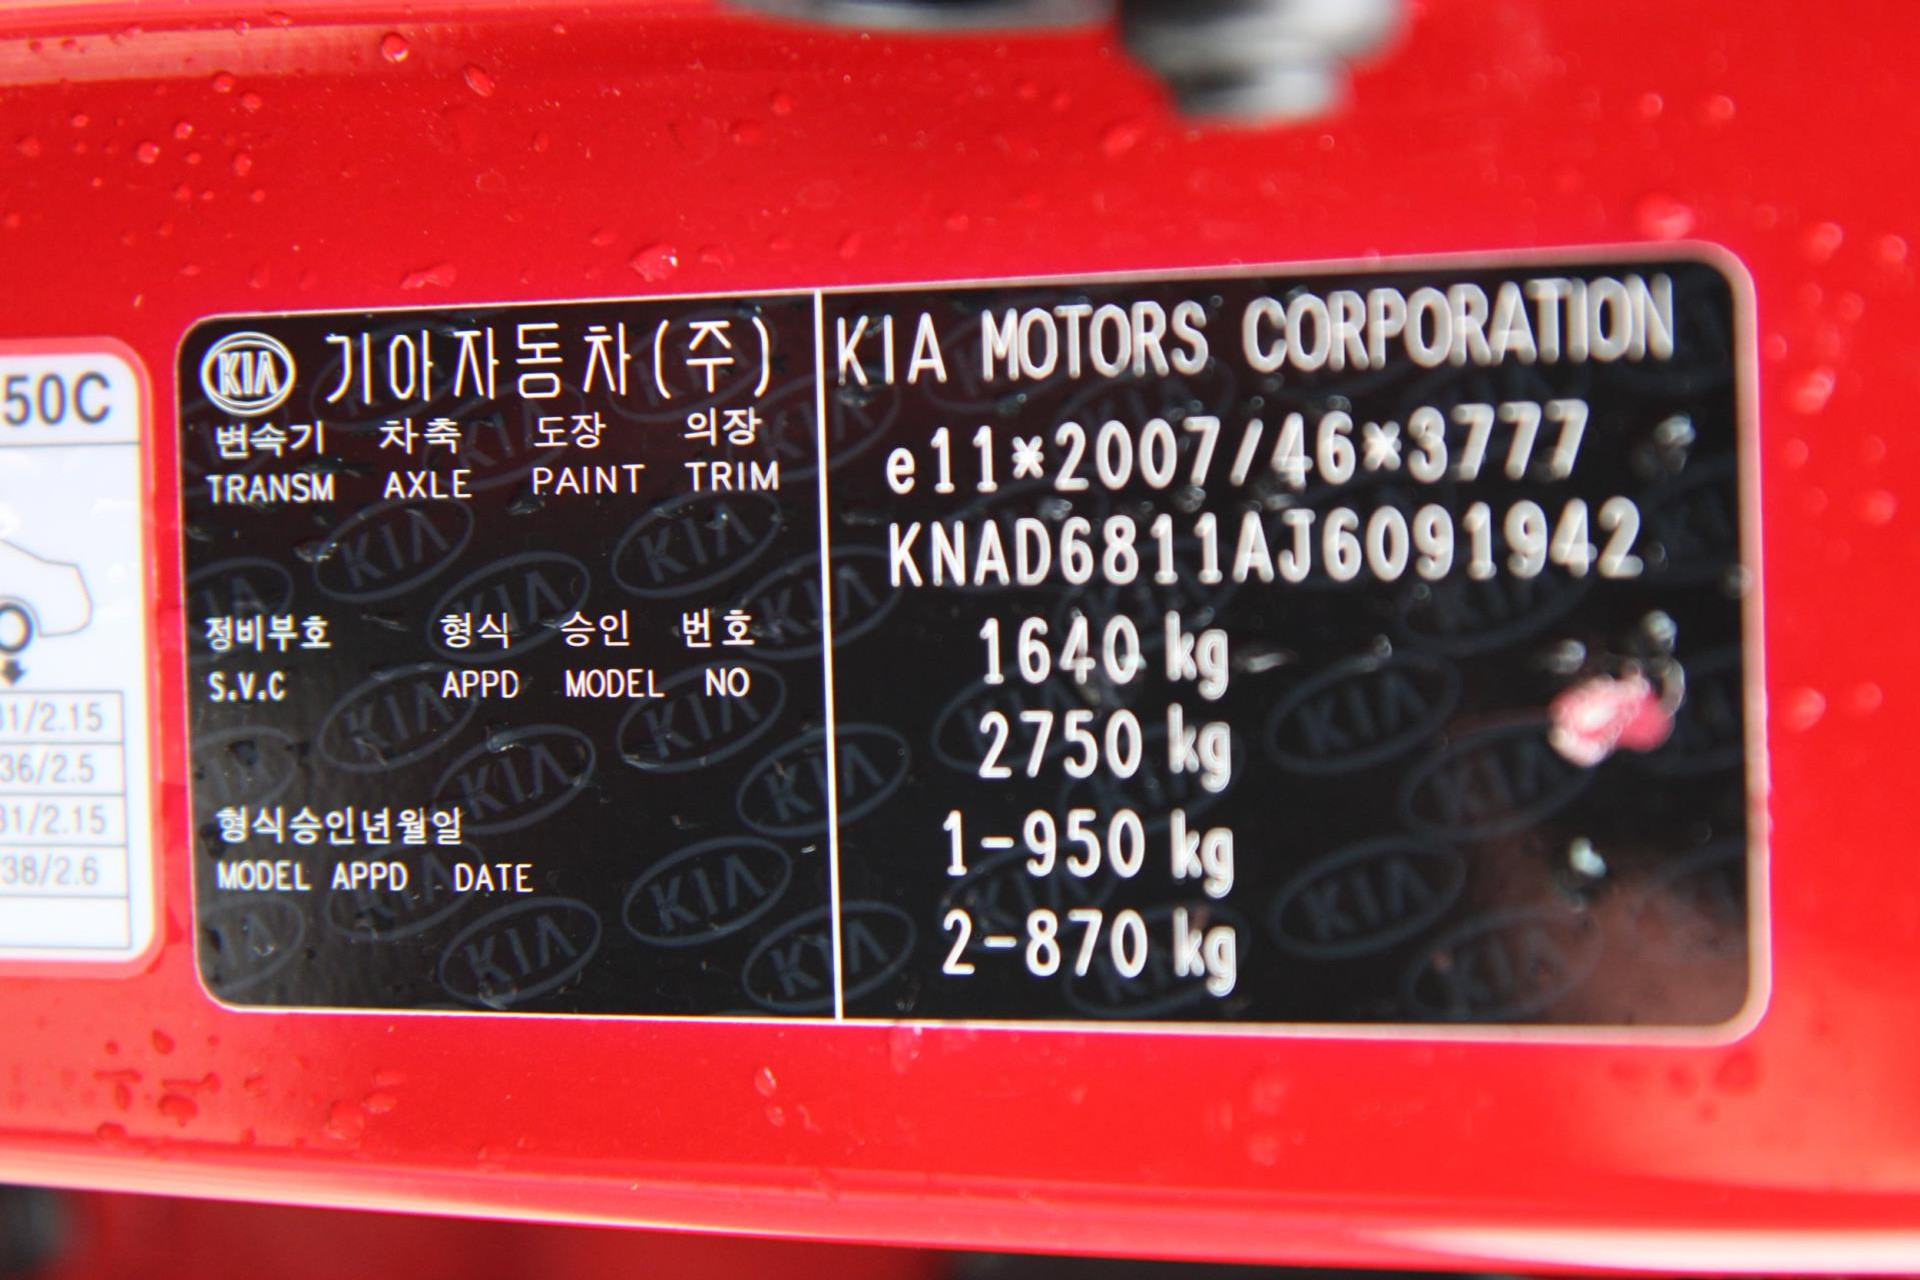 50C
31/2.15
36/2.5
31/2.15
38/2.6
KIA 기아자동차(주)
변속기 차축 도장 의장
TRANSM AXLE PAINT TRIM
정비부호 형식 승인 번호
S.V.C APPD MODEL NO
형식승인년월일
MODEL APPD DATE
KIA MOTORS CORPORATION
e11*2007/46*3777
KNAD6811AJ6091942
1640 kg
2750 kg
1-950 kg
2-870 kg